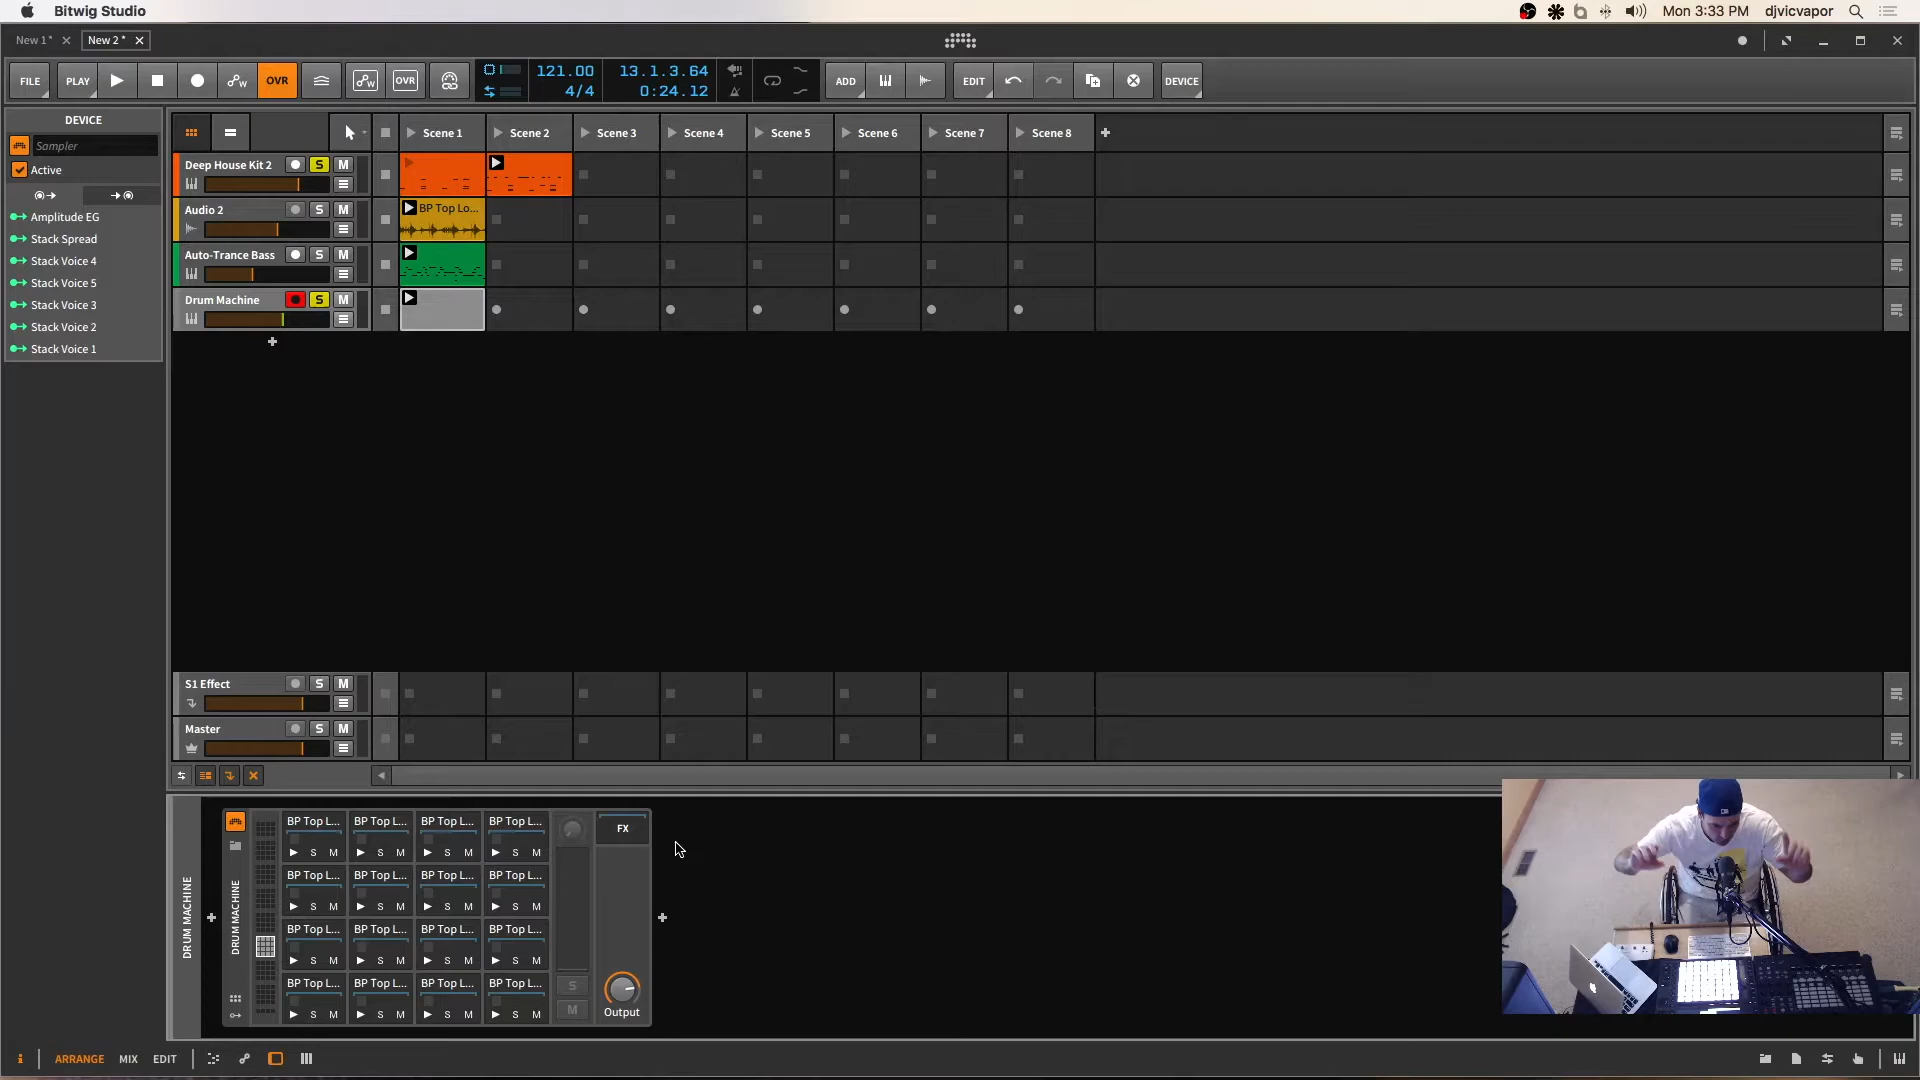 Bitwig Studio
Mon 3:33 PM djvicvapor
New 1 *
New 2 *
FILE PLAY OVR OVR 121.00 4/4 13.1.3.64 0:24.12 ADD EDIT DEVICE
DEVICE
Sampler
Active
Amplitude EG
Stack Spread
Stack Voice 4
Stack Voice 5
Stack Voice 3
Stack Voice 2
Stack Voice 1
Scene 1 Scene 2 Scene 3 Scene 4 Scene 5 Scene 6 Scene 7 Scene 8
Deep House Kit 2 S M
Audio 2 S M BP Top Lo...
Auto-Trance Bass S M
Drum Machine S M
S1 Effect S M
Master S M
DRUM MACHINE
DRUM MACHINE
BP Top L... BP Top L... BP Top L... BP Top L...
S M S M S M S M
BP Top L... BP Top L... BP Top L... BP Top L...
S M S M S M S M
BP Top L... BP Top L... BP Top L... BP Top L...
S M S M S M S M
BP Top L... BP Top L... BP Top L... BP Top L...
S M S M S M S M
S
M
FX
Output
i ARRANGE MIX EDIT